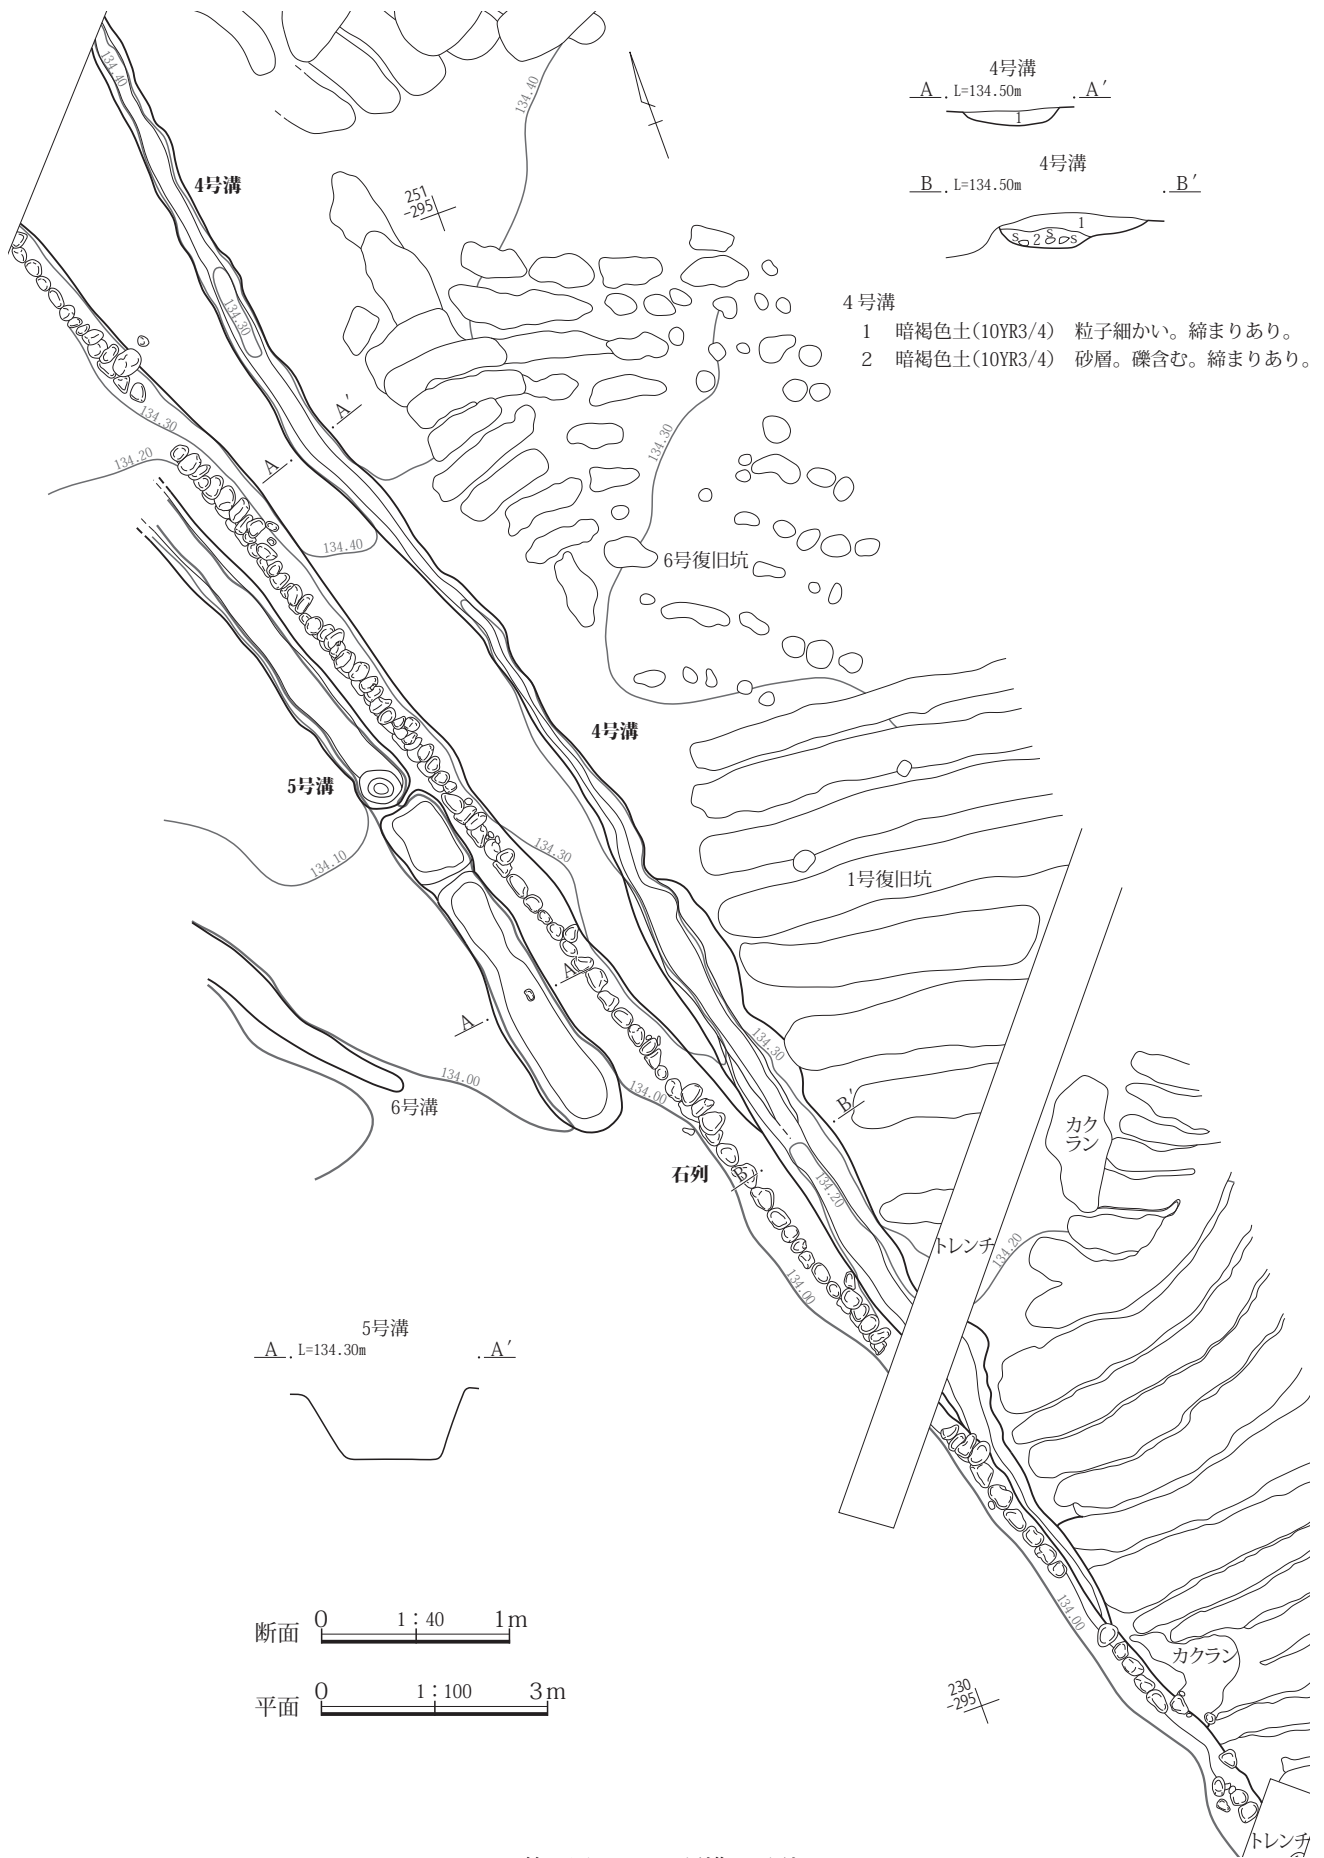 4号溝
A . L=134.50m . A′
1
4号溝
B . L=134.50m . B′
1
S 2 S S
4号溝
1 暗褐色土(10YR3/4) 粒子細かい。締まりあり。
2 暗褐色土(10YR3/4) 砂層。礫含む。締まりあり。
134.40
134.40
4号溝
251
-295
134.30
A′
A
134.30
134.20
134.30
134.40
6号復旧坑
4号溝
5号溝
134.30
134.10
1号復旧坑
A
A
134.30
134.00
134.00
6号溝
B′
カク
ラン
石列
B
134.20
トレンチ
134.20
134.00
5号溝
A . L=134.30m . A′
断面 0 1:40 1m
134.00
カクラン
平面 0 1:100 3m
230
-295
トレンチ